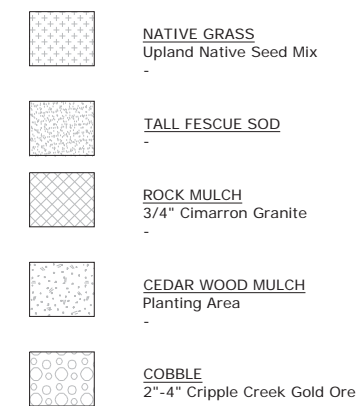 NATIVE GRASS
Upland Native Seed Mix
-
TALL FESCUE SOD
-
ROCK MULCH
3/4" Cimarron Granite
-
CEDAR WOOD MULCH
Planting Area
-
COBBLE
2"-4" Cripple Creek Gold Ore